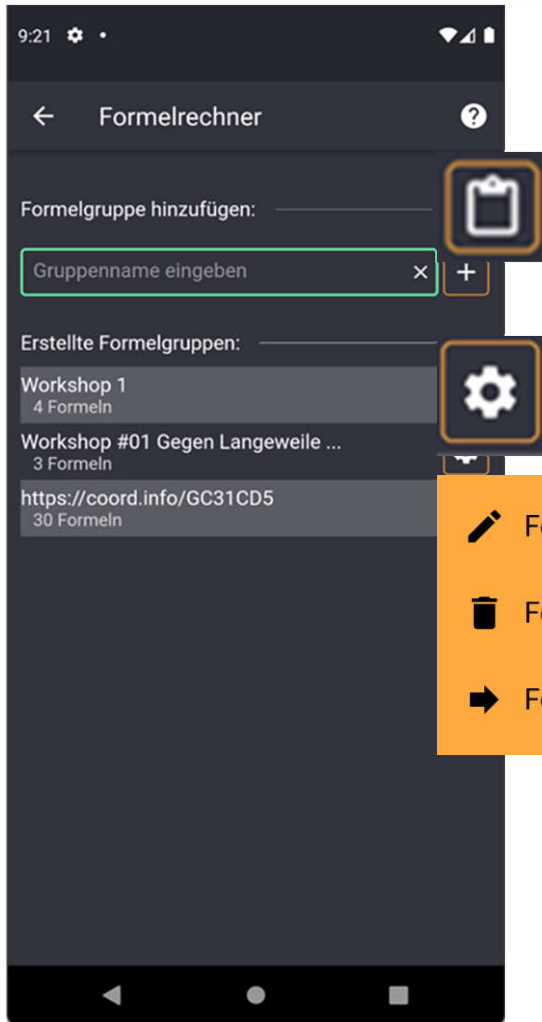 9:21
Formelrechner
Formelgruppe hinzufügen:
Gruppenname eingeben
Erstellte Formelgruppen:
Workshop 1
4 Formeln
Workshop #01 Gegen Langeweile ...
3 Formeln
https://coord.info/GC31CD5
30 Formeln